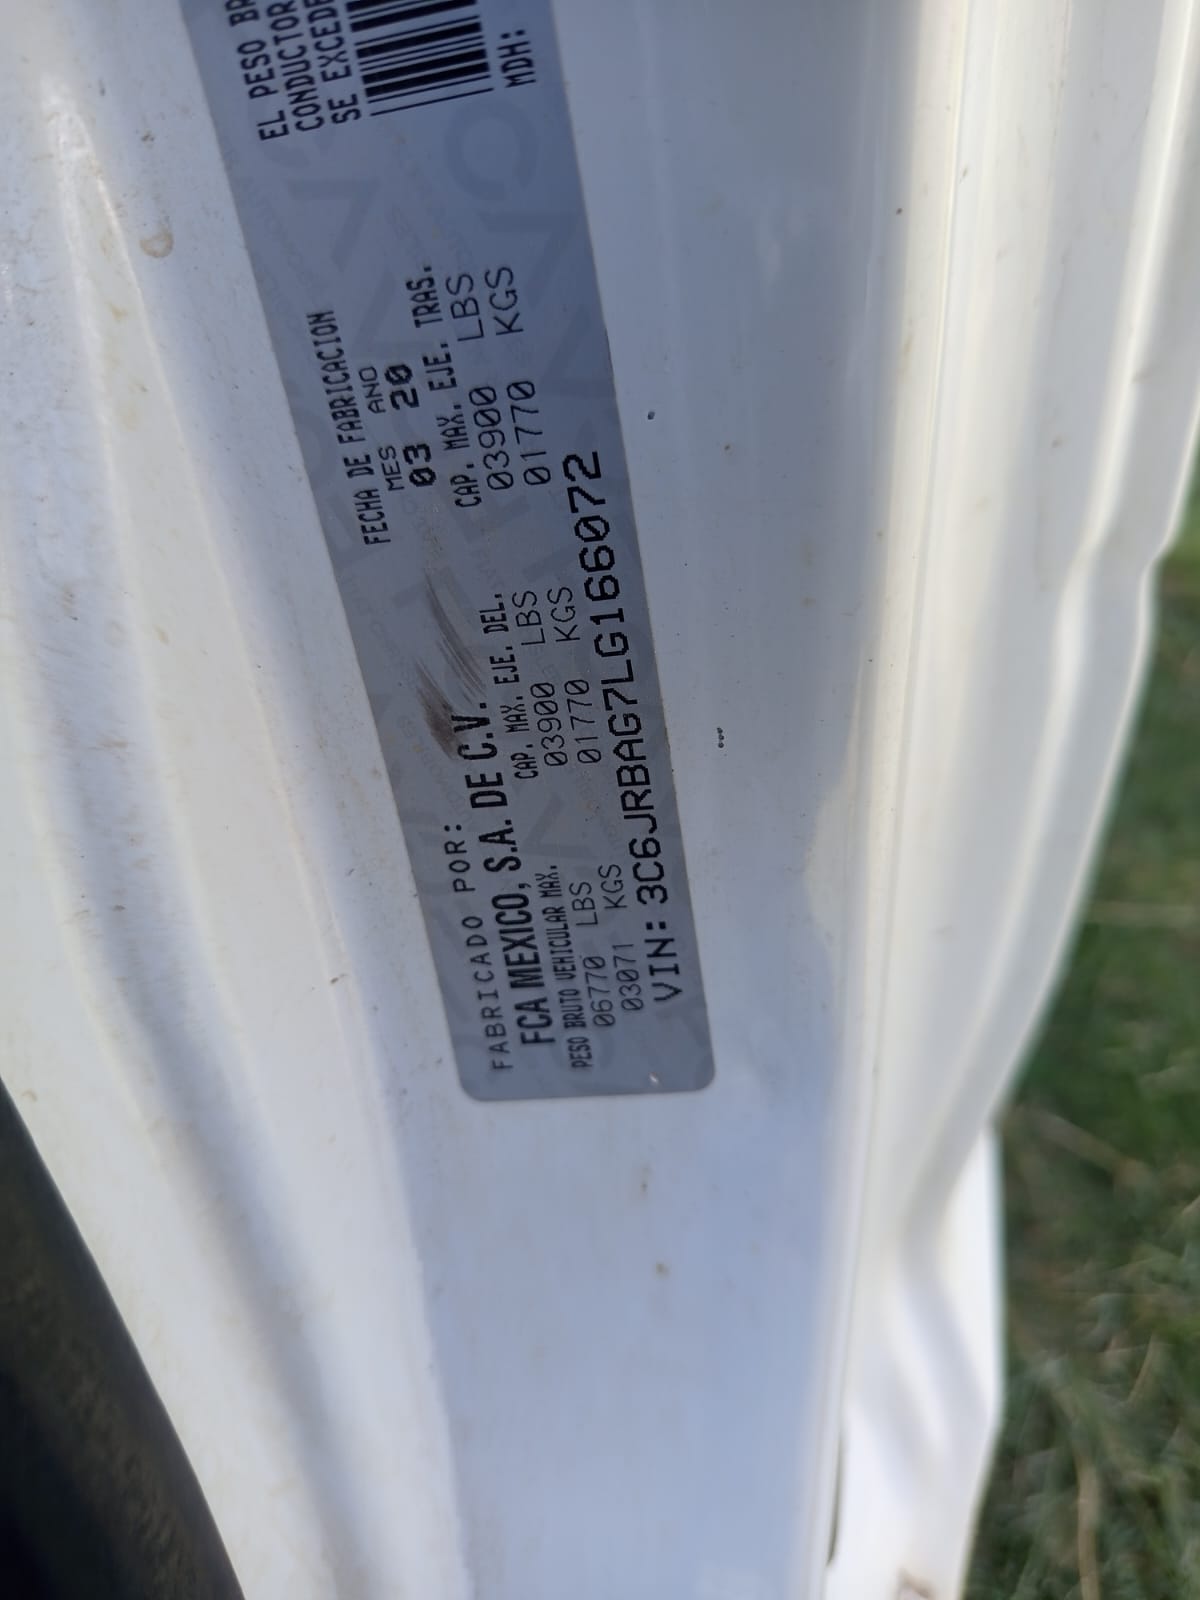 FABRICADO POR:
FCA MEXICO, S.A. DE C.V.
FECHA DE FABRICACION
MES ANO
03 20
PESO BRUTO VEHICULAR MAX.
06770 LBS
03071 KGS
CAP. MAX. EJE. DEL.
03900 LBS
01770 KGS
CAP. MAX. EJE. TRAS.
03900 LBS
01770 KGS
VIN: 3C6JRBAG7LG166072
EL PESO BR
CONDUCTOR
SE EXCEDE
MDH: